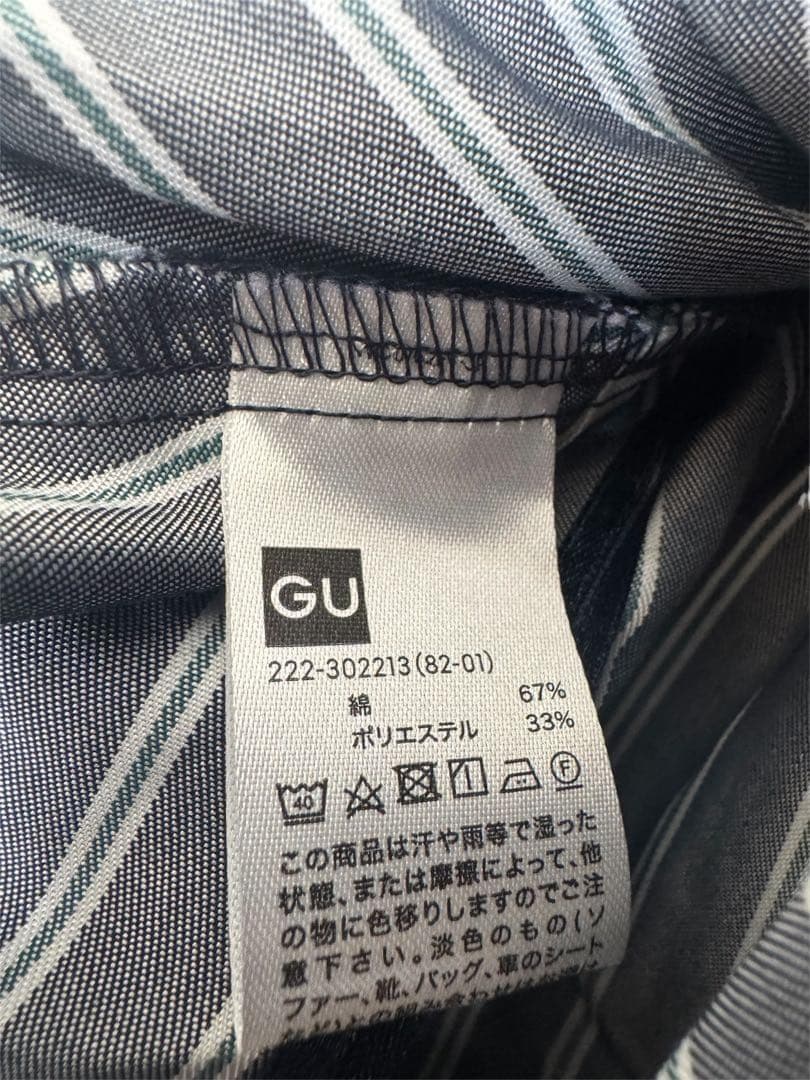 GU
222-302213(82-01)
綿 67%
ポリエステル 33%
40
F
この商品は汗や雨等で湿った
状態、または摩擦によって、他
の物に色移りしますのでご注
意下さい。淡色のもの(ソ
ファー、靴、バッグ、車のシート